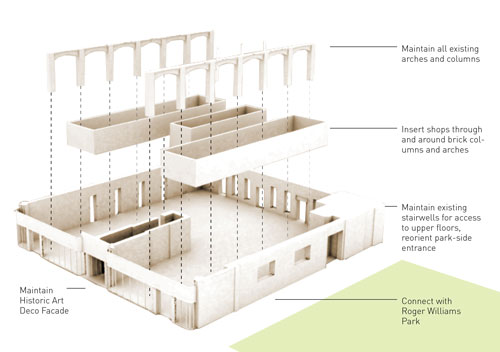 Maintain all existing
arches and columns
Insert shops through
and around brick col-
umns and arches
Maintain existing
stairwells for access
to upper floors,
reorient park-side
entrance
Maintain
Historic Art
Deco Facade
Connect with
Roger Williams
Park